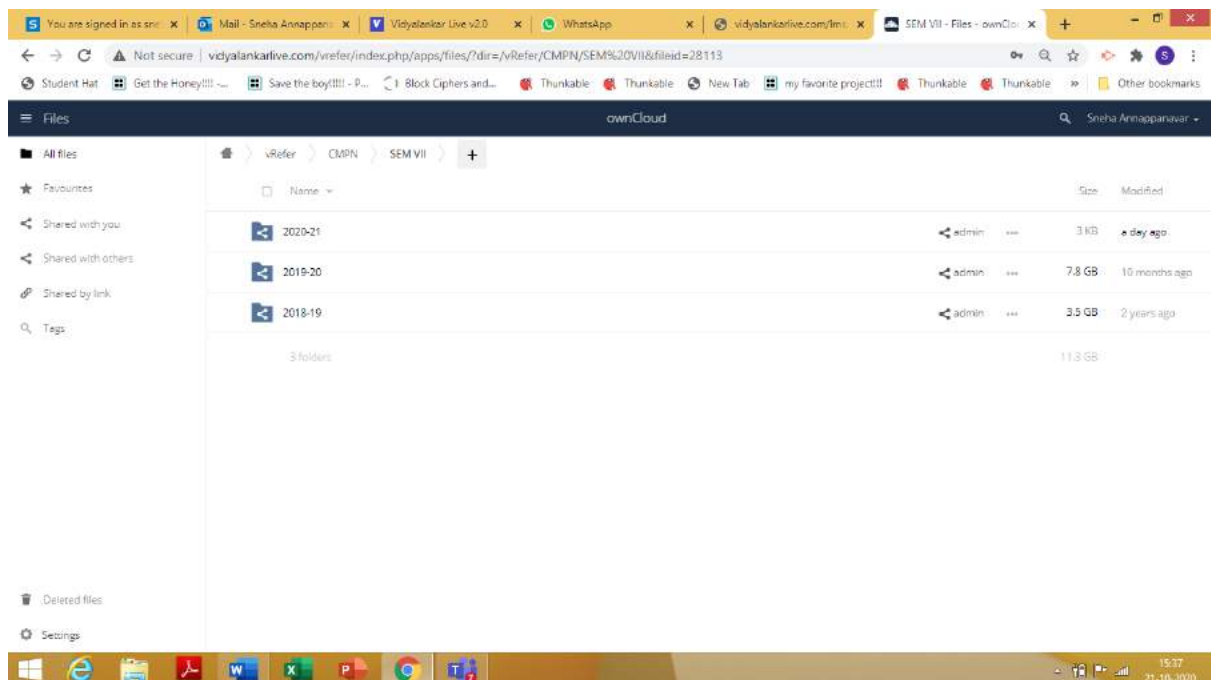 You are signed in as sne Mail - Sneha Annappana Vidyalankar Live v2.0 WhatsApp vidyalankarlive.com/lms SEM VII - Files - ownClou
Not secure vidyalankarlive.com/vrefer/index.php/apps/files/?dir=/vRefer/CMPN/SEM%20VII&fileid=28113 S
Student Hat Get the Honey!!!! -... Save the boy!!!!! - P... Block Ciphers and... Thunkable Thunkable New Tab my favorite project!!! Thunkable Thunkable » Other bookmarks
Files ownCloud Sneha Annappanavar
All files vRefer CMPN SEM VII +
Favourites Name Size Modified
Shared with you 2020-21 admin ... 3 KB a day ago
Shared with others 2019-20 admin ... 7.8 GB 10 months ago
Shared by link 2018-19 admin ... 3.5 GB 2 years ago
Tags
3 folders 11.3 GB
Deleted files
Settings
15:37
21-10-2020